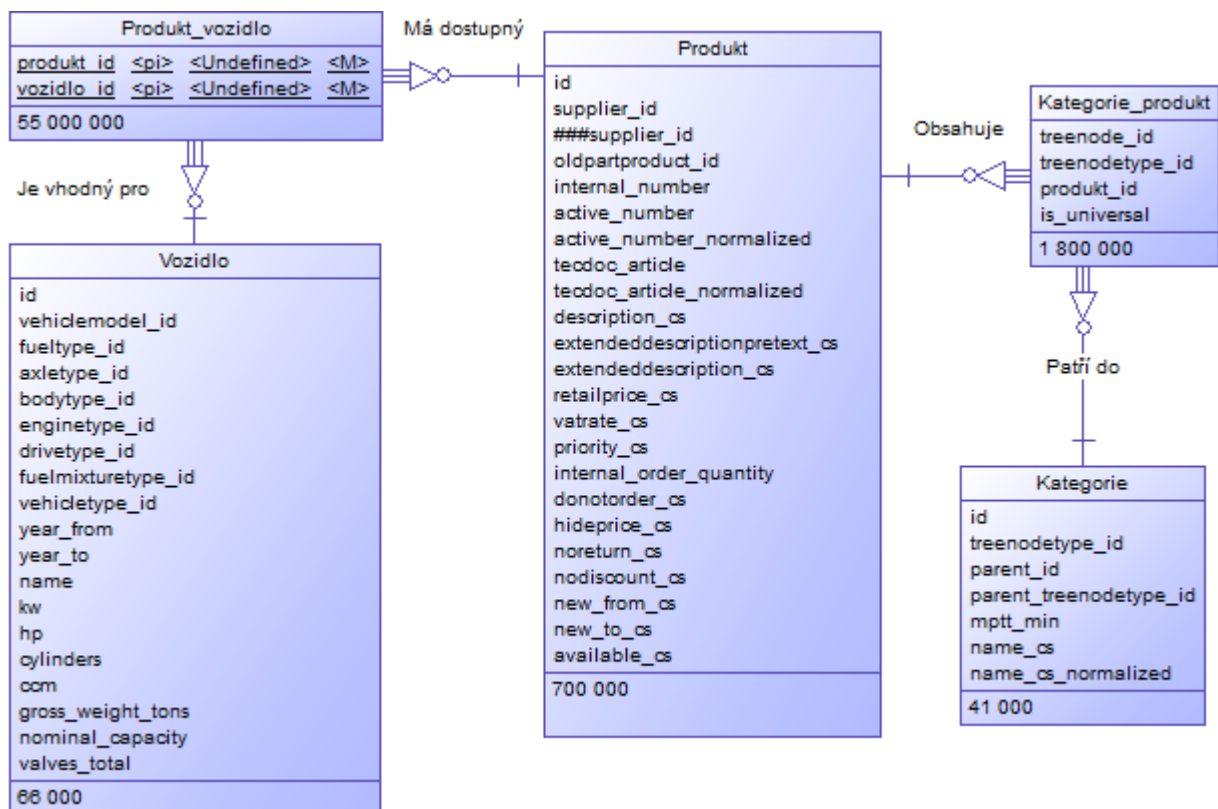 Produkt_vozidlo
produkt_id <pi> <Undefined> <M>
vozidlo_id <pi> <Undefined> <M>
55 000 000
Má dostupný
Je vhodný pro
Vozidlo
id
vehiclemodel_id
fueltype_id
axletype_id
bodytype_id
enginetype_id
drivetype_id
fuelmixturetype_id
vehicletype_id
year_from
year_to
name
kw
hp
cylinders
ccm
gross_weight_tons
nominal_capacity
valves_total
66 000
Produkt
id
supplier_id
###supplier_id
oldpartproduct_id
internal_number
active_number
active_number_normalized
tecdoc_article
tecdoc_article_normalized
description_cs
extendeddescriptionpretext_cs
extendeddescription_cs
retailprice_cs
vatrate_cs
priority_cs
internal_order_quantity
donotorder_cs
hideprice_cs
noreturn_cs
nodiscount_cs
new_from_cs
new_to_cs
available_cs
700 000
Obsahuje
Kategorie_produkt
treenode_id
treenodetype_id
produkt_id
is_universal
1 800 000
Patří do
Kategorie
id
treenodetype_id
parent_id
parent_treenodetype_id
mptt_min
name_cs
name_cs_normalized
41 000